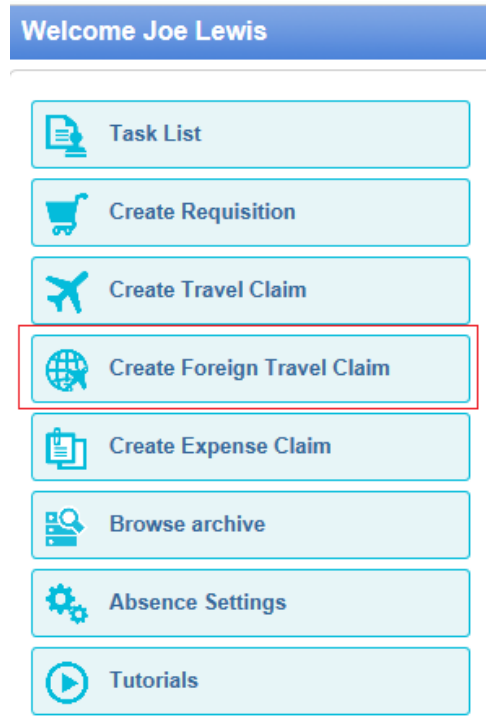 Welcome Joe Lewis
Task List
Create Requisition
Create Travel Claim
Create Foreign Travel Claim
Create Expense Claim
Browse archive
Absence Settings
Tutorials